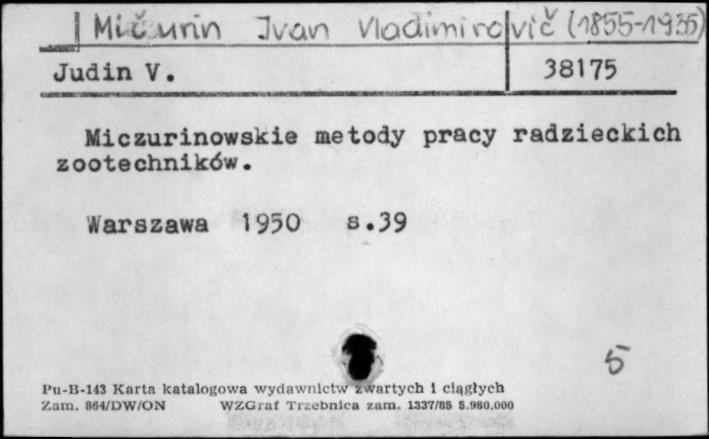 Mičurin Ivan Vladimirovič (1855-1935)
Judin V. 38175
Miczurinowskie metody pracy radzieckich
zootechników.
Warszawa 1950 s.39
5
Pu-B-143 Karta katalogowa wydawnictw zwartych i ciągłych
Zam. 864/DW/ON WZGraf Trzebnica zam. 1337/85 5.980.000